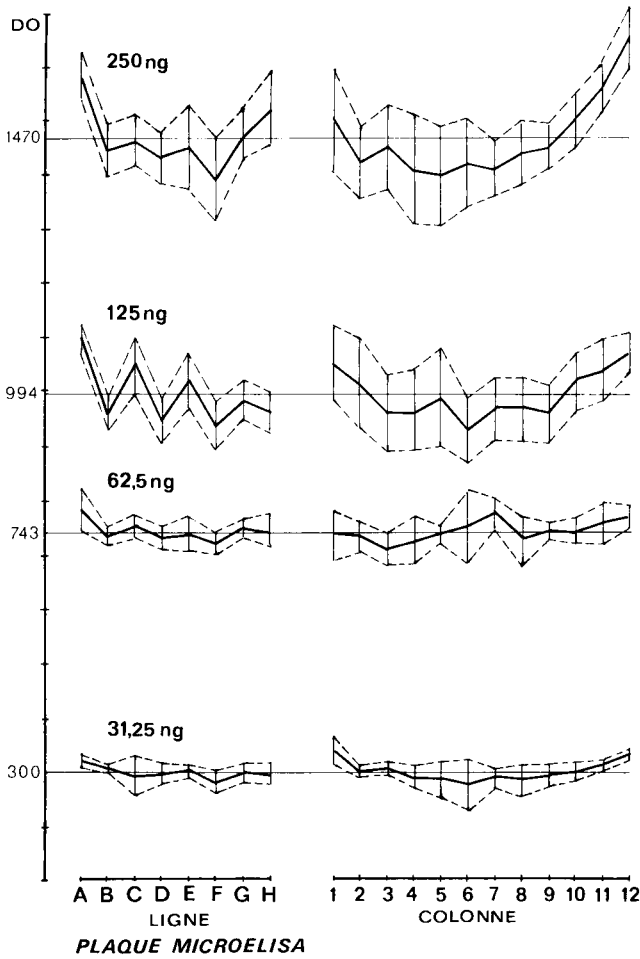 DO
250 ng
1470
125 ng
994
62,5 ng
743
31,25 ng
300
A B C D E F G H
1 2 3 4 5 6 7 8 9 10 11 12
LIGNE
COLONNE
PLAQUE MICROELISA